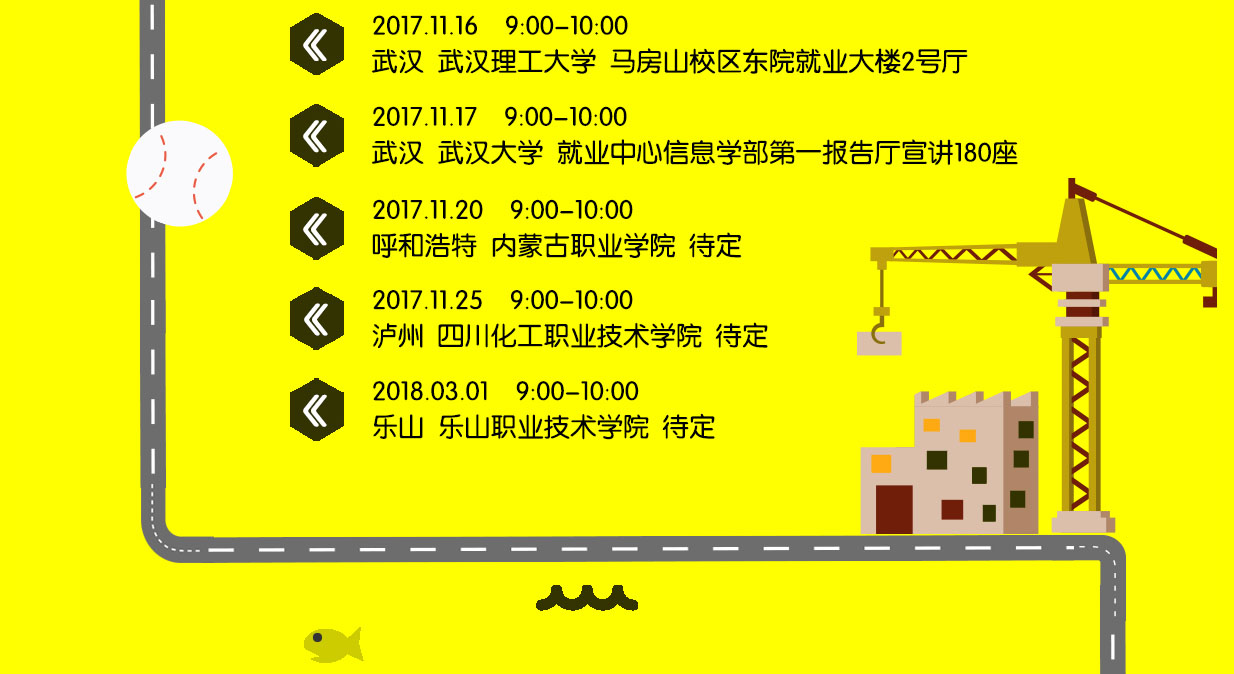 2017.11.16 9:00-10:00
武汉 武汉理工大学 马房山校区东院就业大楼2号厅
2017.11.17 9:00-10:00
武汉 武汉大学 就业中心信息学部第一报告厅宣讲180座
2017.11.20 9:00-10:00
呼和浩特 内蒙古职业学院 待定
2017.11.25 9:00-10:00
泸州 四川化工职业技术学院 待定
2018.03.01 9:00-10:00
乐山 乐山职业技术学院 待定